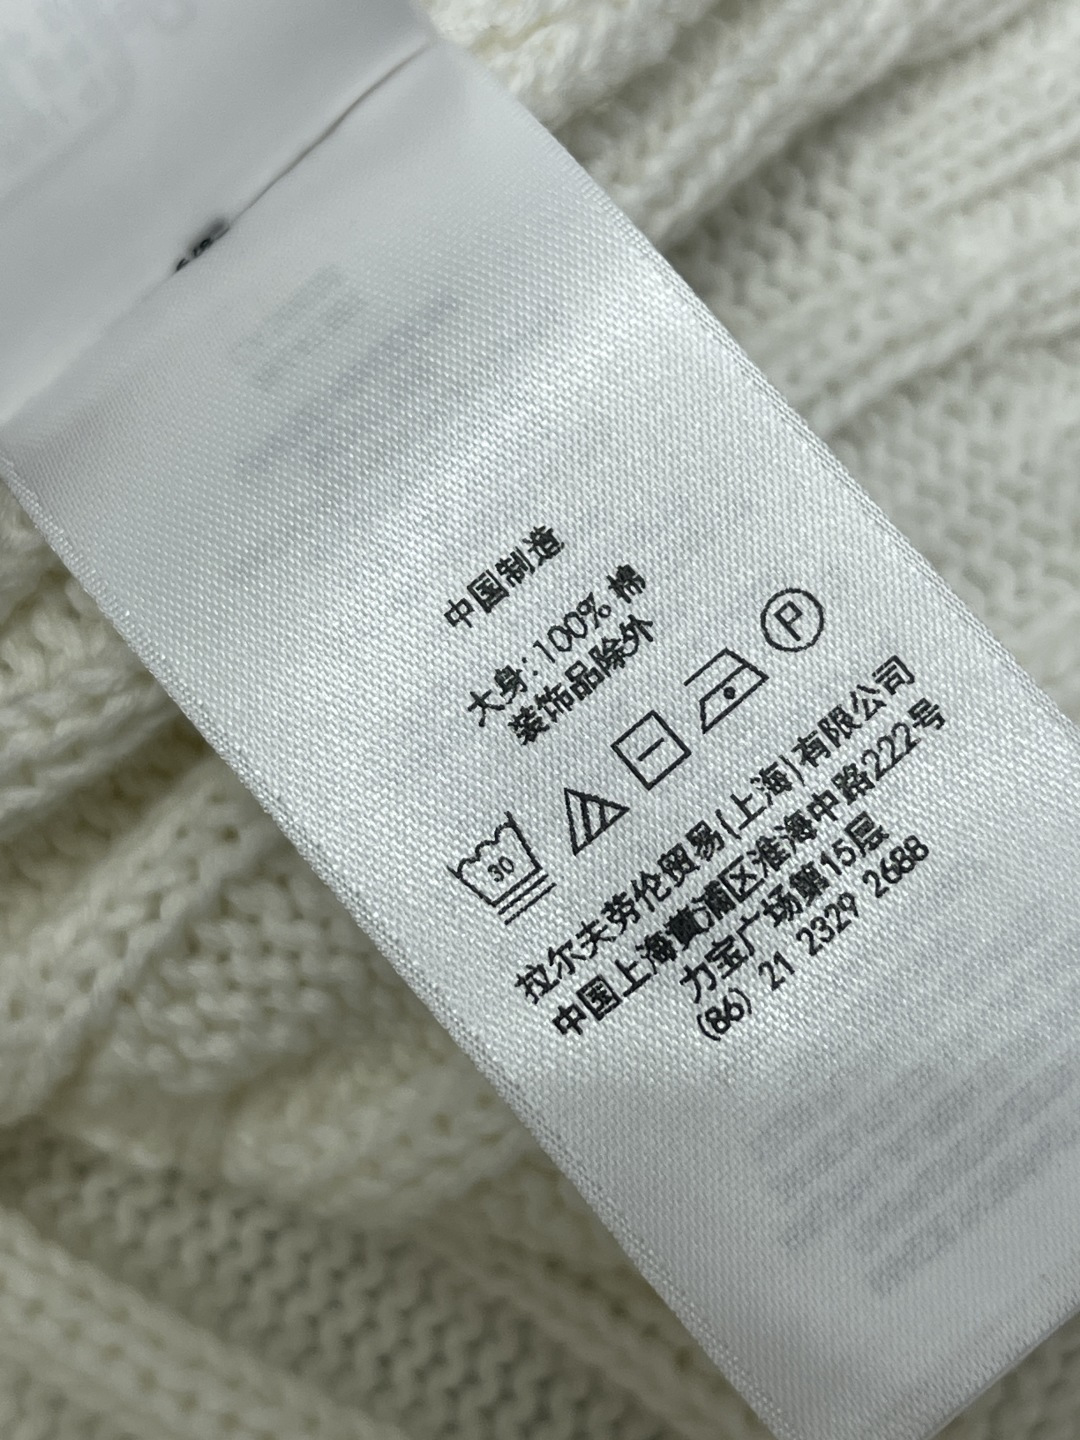 中国制造
大身:100% 棉
装饰品除外
30
P
拉尔夫劳伦贸易(上海)有限公司
中国上海黄浦区淮海中路222号
力宝广场第15层
(86) 21 2329 2688